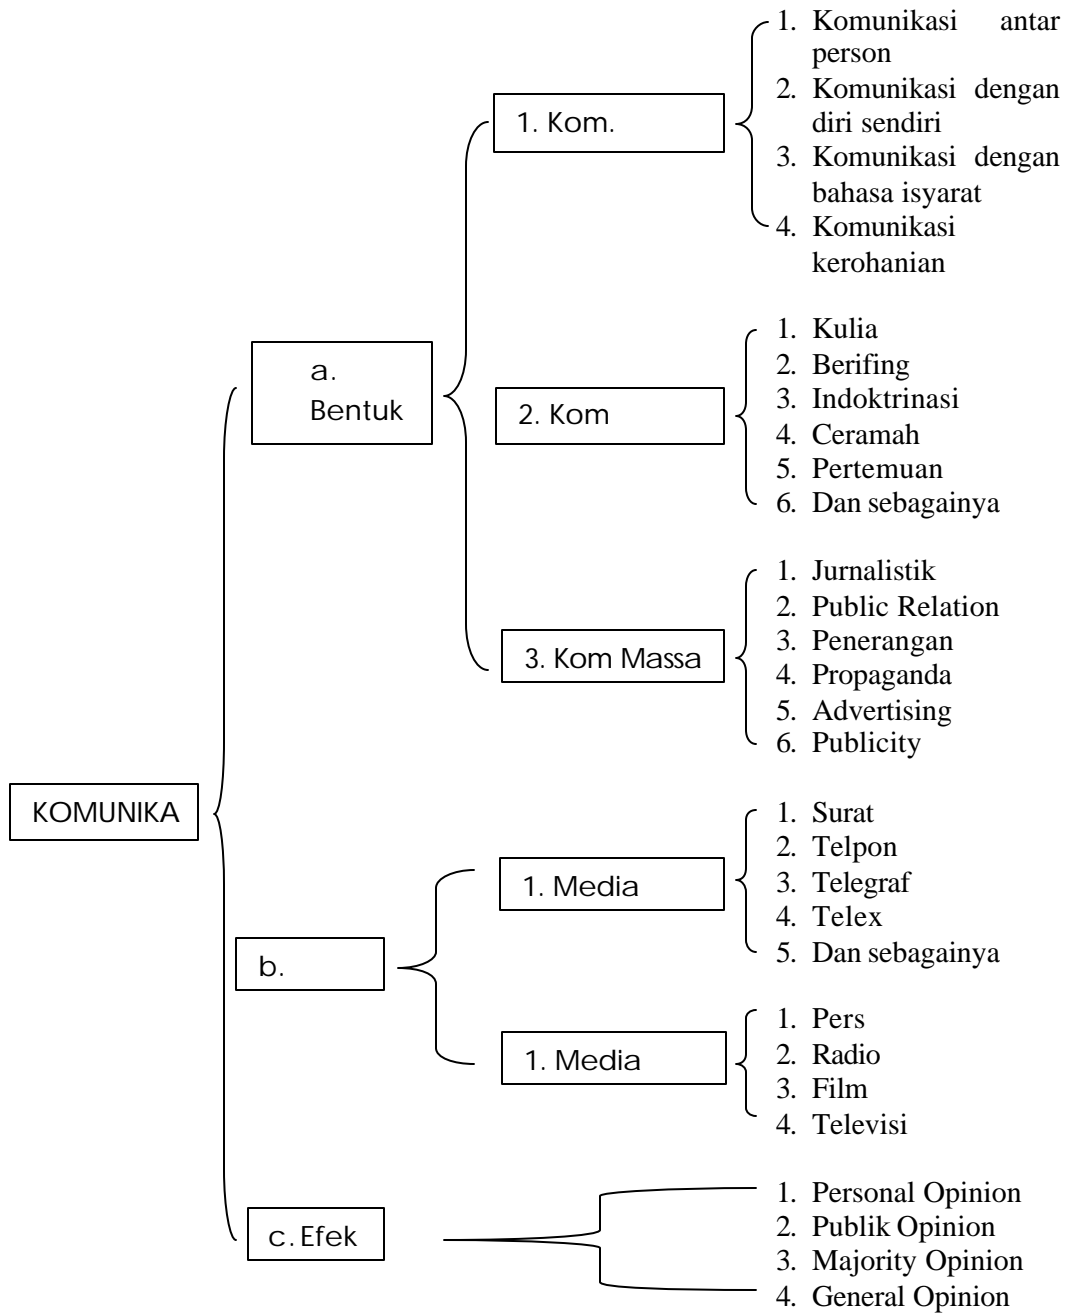 1. Komunikasi antar
person
2. Komunikasi dengan
diri sendiri
3. Komunikasi dengan
bahasa isyarat
4. Komunikasi
kerohanian
1. Kom.
1. Kulia
2. Berifing
3. Indoktrinasi
4. Ceramah
5. Pertemuan
6. Dan sebagainya
a.
Bentuk
2. Kom
1. Jurnalistik
2. Public Relation
3. Penerangan
4. Propaganda
5. Advertising
6. Publicity
3. Kom Massa
KOMUNIKA
1. Surat
2. Telpon
3. Telegraf
4. Telex
5. Dan sebagainya
1. Media
b.
1. Pers
2. Radio
3. Film
4. Televisi
1. Media
c. Efek
1. Personal Opinion
2. Publik Opinion
3. Majority Opinion
4. General Opinion